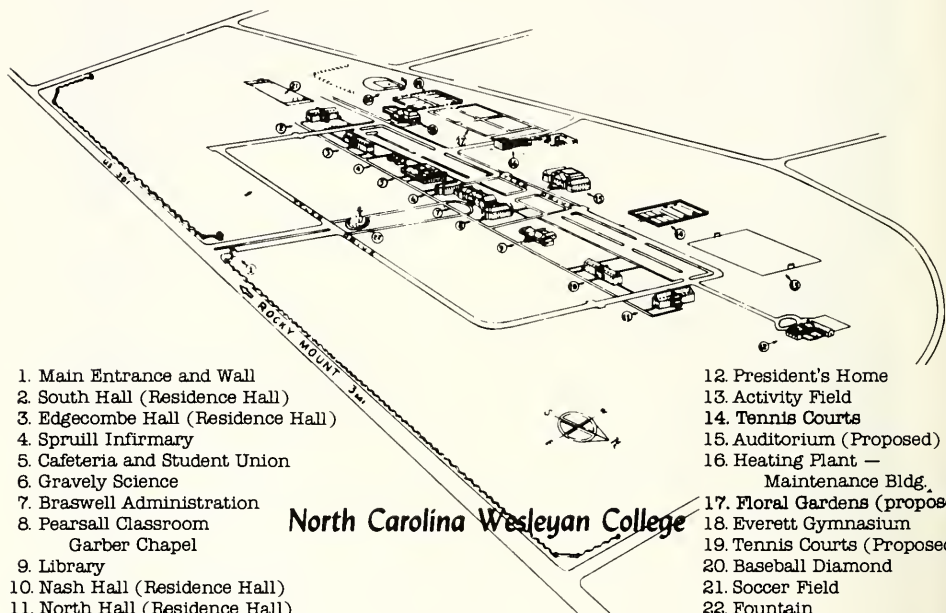 US 301
ROCKY MOUNT 3 MI
S
N
1. Main Entrance and Wall
2. South Hall (Residence Hall)
3. Edgecombe Hall (Residence Hall)
4. Spruill Infirmary
5. Cafeteria and Student Union
6. Gravely Science
7. Braswell Administration
8. Pearsall Classroom
Garber Chapel
9. Library
10. Nash Hall (Residence Hall)
11. North Hall (Residence Hall)
North Carolina Wesleyan College
12. President's Home
13. Activity Field
14. Tennis Courts
15. Auditorium (Proposed)
16. Heating Plant —
Maintenance Bldg.
17. Floral Gardens (propose
18. Everett Gymnasium
19. Tennis Courts (Proposed
20. Baseball Diamond
21. Soccer Field
22. Fountain